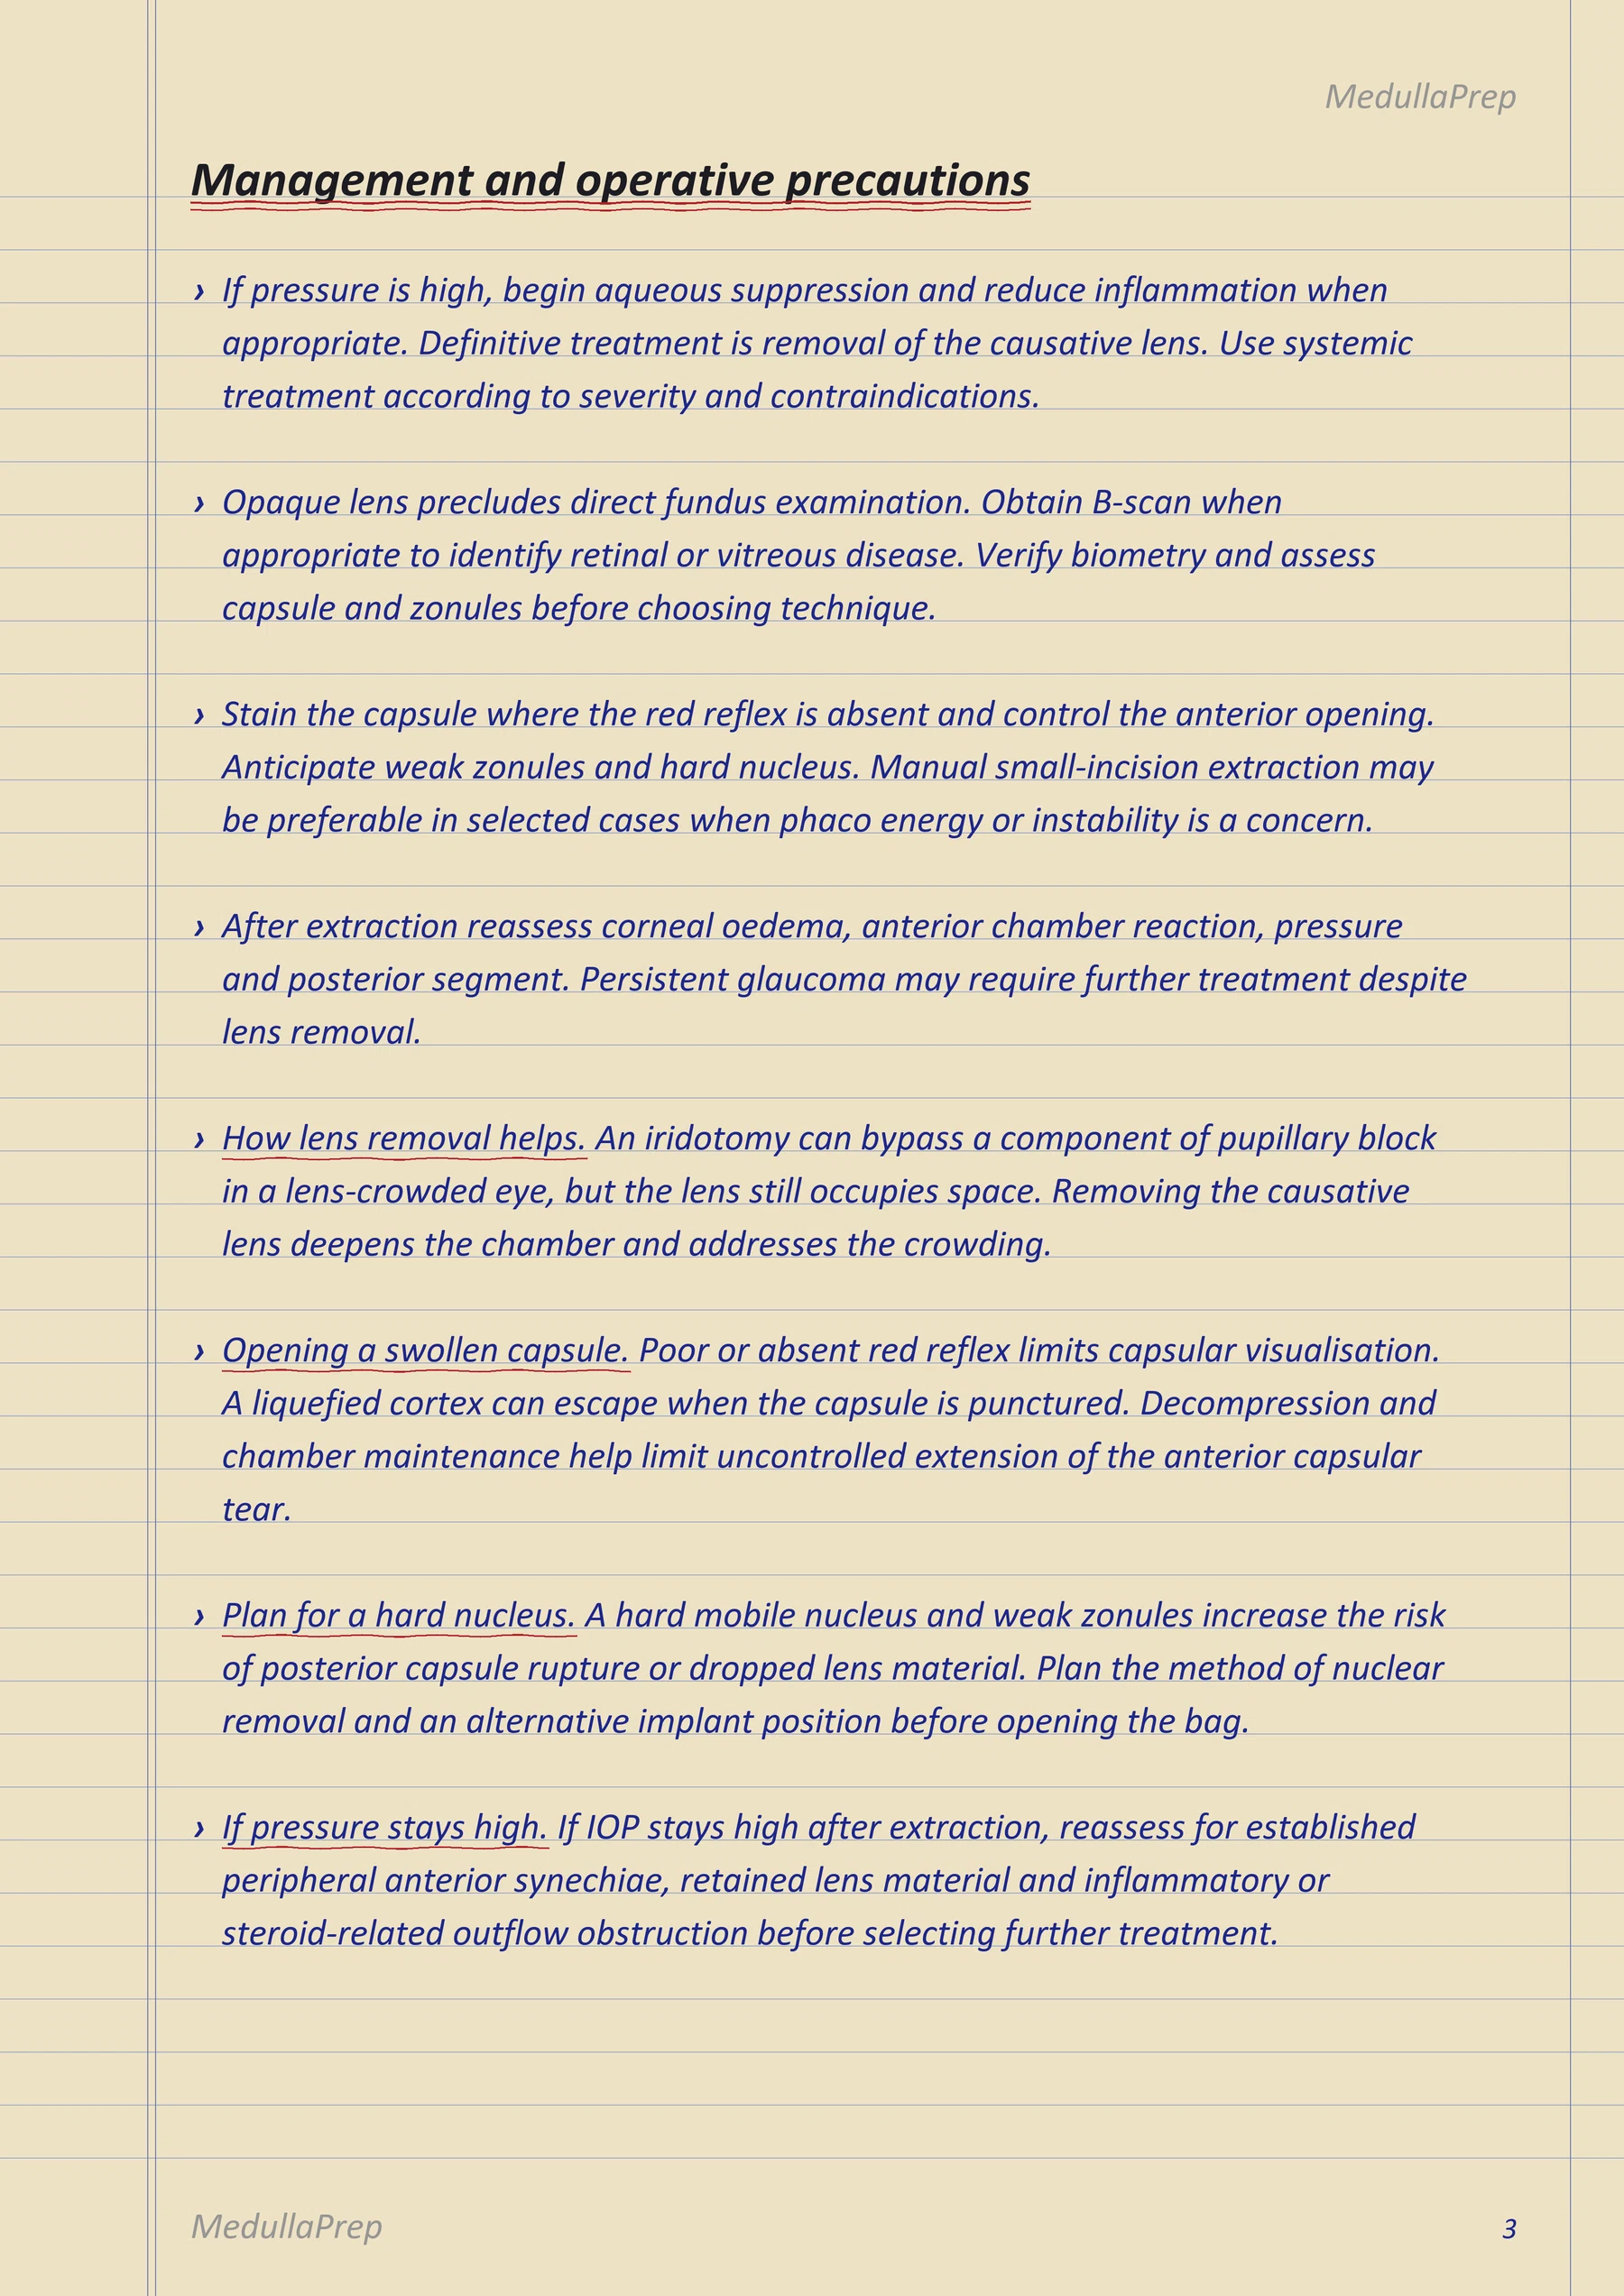 MedullaPrep
Management and operative precautions
› If pressure is high, begin aqueous suppression and reduce inflammation when
appropriate. Definitive treatment is removal of the causative lens. Use systemic
treatment according to severity and contraindications.
› Opaque lens precludes direct fundus examination. Obtain B-scan when
appropriate to identify retinal or vitreous disease. Verify biometry and assess
capsule and zonules before choosing technique.
› Stain the capsule where the red reflex is absent and control the anterior opening.
Anticipate weak zonules and hard nucleus. Manual small-incision extraction may
be preferable in selected cases when phaco energy or instability is a concern.
› After extraction reassess corneal oedema, anterior chamber reaction, pressure
and posterior segment. Persistent glaucoma may require further treatment despite
lens removal.
› How lens removal helps. An iridotomy can bypass a component of pupillary block
in a lens-crowded eye, but the lens still occupies space. Removing the causative
lens deepens the chamber and addresses the crowding.
› Opening a swollen capsule. Poor or absent red reflex limits capsular visualisation.
A liquefied cortex can escape when the capsule is punctured. Decompression and
chamber maintenance help limit uncontrolled extension of the anterior capsular
tear.
› Plan for a hard nucleus. A hard mobile nucleus and weak zonules increase the risk
of posterior capsule rupture or dropped lens material. Plan the method of nuclear
removal and an alternative implant position before opening the bag.
› If pressure stays high. If IOP stays high after extraction, reassess for established
peripheral anterior synechiae, retained lens material and inflammatory or
steroid-related outflow obstruction before selecting further treatment.
MedullaPrep
3